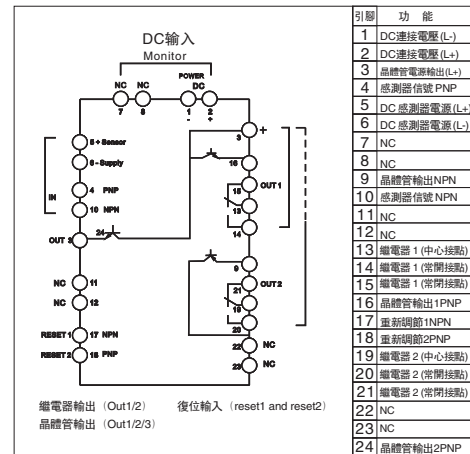 DC输入
Monitor
POWER
NC NC DC
7 8 1 2
- +
5 + Sensor
6 - Supply
IN
4 PNP
10 NPN
OUT 3
24
NC 11
NC 12
RESET 1 17 NPN
RESET 2
PNP
3 +
16
15 OUT 1
13
14
9
21 OUT 2
19
20
22 NC
23 NC
繼電器輸出（Out1/2） 復位輸入（reset1 and reset2）
晶體管輸出（Out1/2/3）
引腳 功 能
1 DC連接電壓(L-)
2 DC連接電壓(L+)
3 晶體管電源輸出(L+)
4 感測器信號 PNP
5 DC 感測器電源(L+)
6 DC 感測器電源(L-)
7 NC
8 NC
9 晶體管輸出NPN
10 感測器信號 NPN
11 NC
12 NC
13 繼電器 1 (中心接點)
14 繼電器 1 (常開接點)
15 繼電器 1 (常閉接點)
16 晶體管輸出1PNP
17 重新調節1NPN
18 重新調節2PNP
19 繼電器 2 (中心接點)
20 繼電器 2 (常開接點)
21 繼電器 2 (常閉接點)
22 NC
23 NC
24 晶體管輸出2PNP